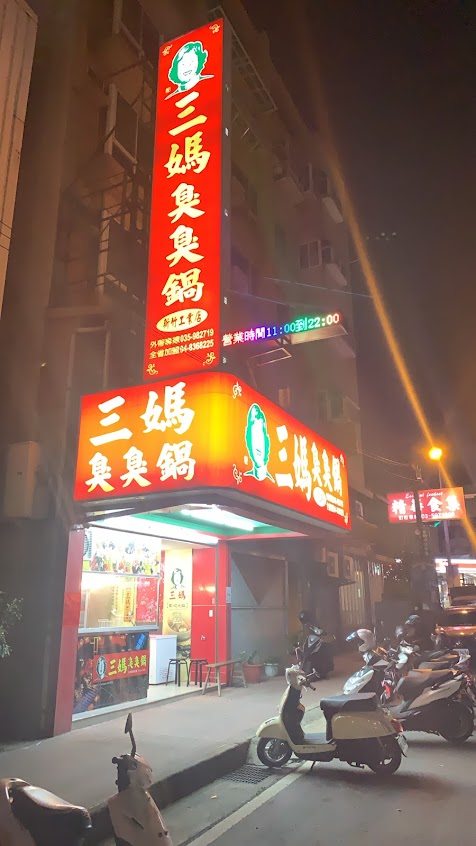 三媽臭臭鍋
新竹工業店
外帶專線035-982719
全省加盟04-8368225
營業時間11:00到22:00
三媽
臭臭鍋
三媽臭臭鍋
三媽
三媽臭臭鍋